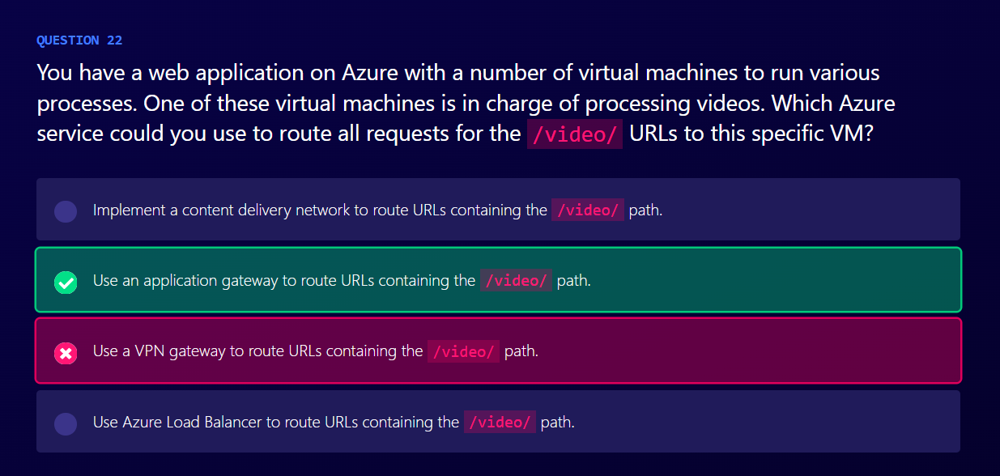 QUESTION 22
You have a web application on Azure with a number of virtual machines to run various
processes. One of these virtual machines is in charge of processing videos. Which Azure
service could you use to route all requests for the /video/ URLs to this specific VM?
Implement a content delivery network to route URLs containing the /video/ path.
Use an application gateway to route URLs containing the /video/ path.
Use a VPN gateway to route URLs containing the /video/ path.
Use Azure Load Balancer to route URLs containing the /video/ path.